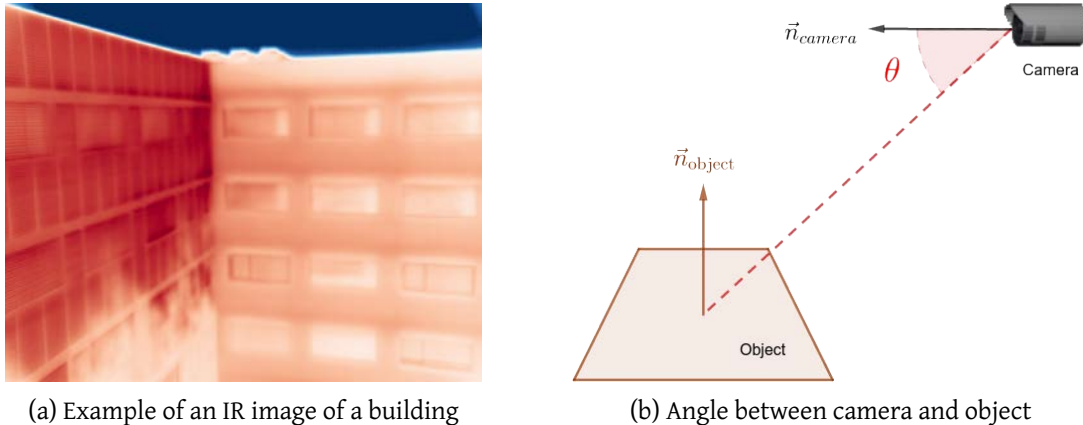 n⃗camera
θ
Camera
n⃗object
Object
(a) Example of an IR image of a building
(b) Angle between camera and object